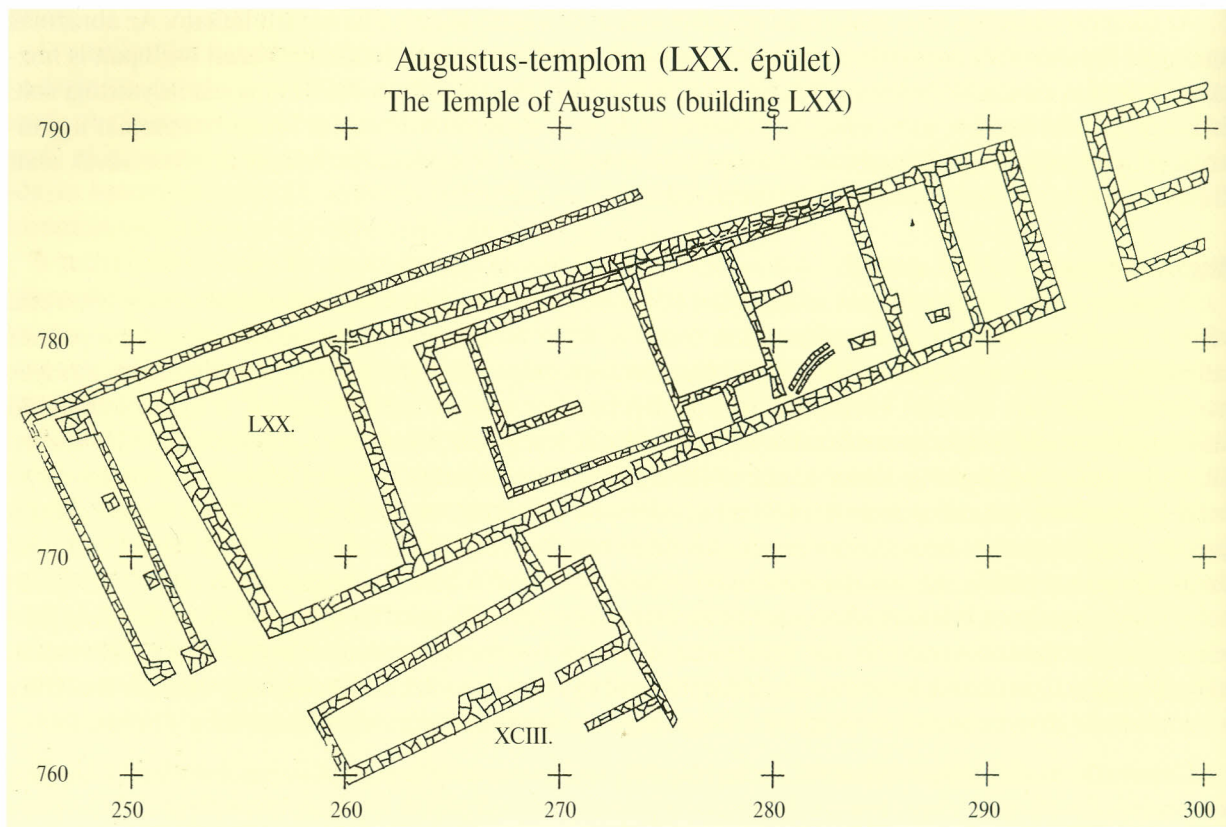 Augustus-templom (LXX. épület)
The Temple of Augustus (building LXX)
790
780
LXX.
770
XCIII.
760
250 260 270 280 290 300